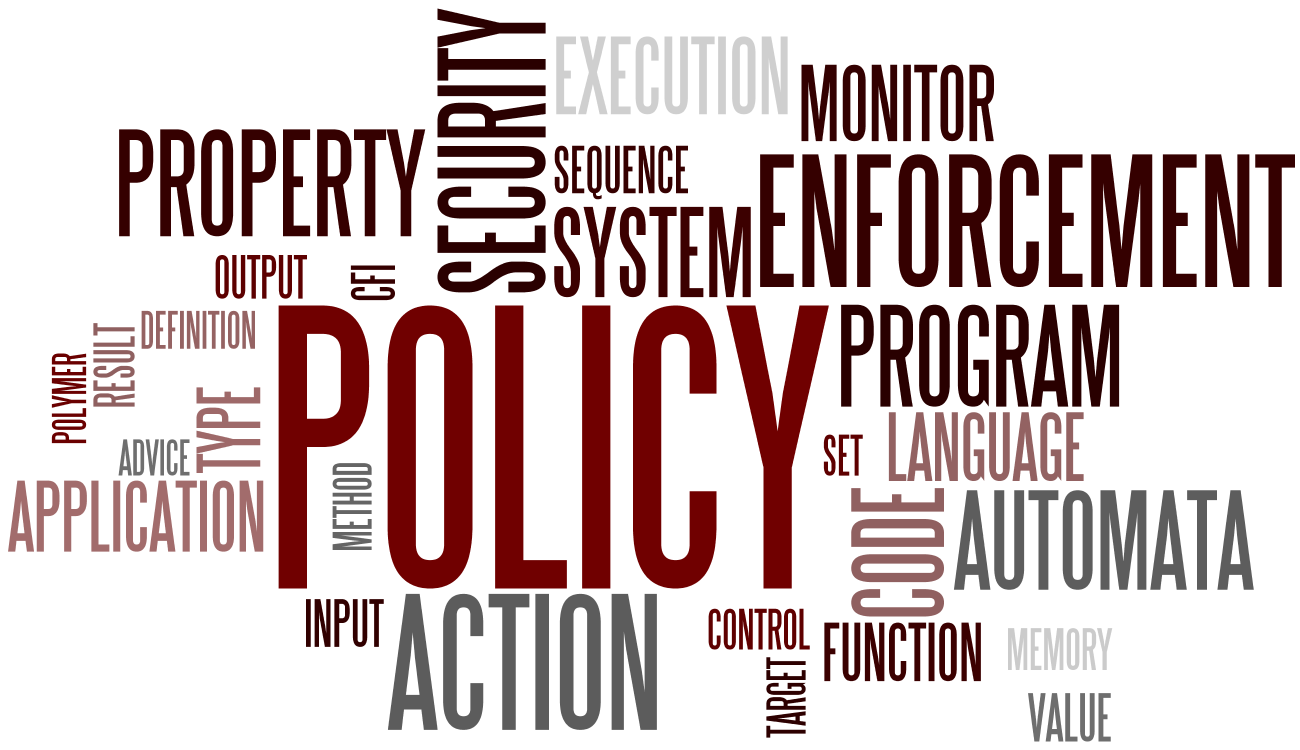 SECURITY
EXECUTION
MONITOR
PROPERTY
SEQUENCE
ENFORCEMENT
SYSTEM
OUTPUT
CFI
POLICY
PROGRAM
DEFINITION
RESULT
POLYMER
TYPE
LANGUAGE
SET
ADVICE
METHOD
APPLICATION
CODE
AUTOMATA
INPUT
ACTION
CONTROL
FUNCTION
MEMORY
TARGET
VALUE